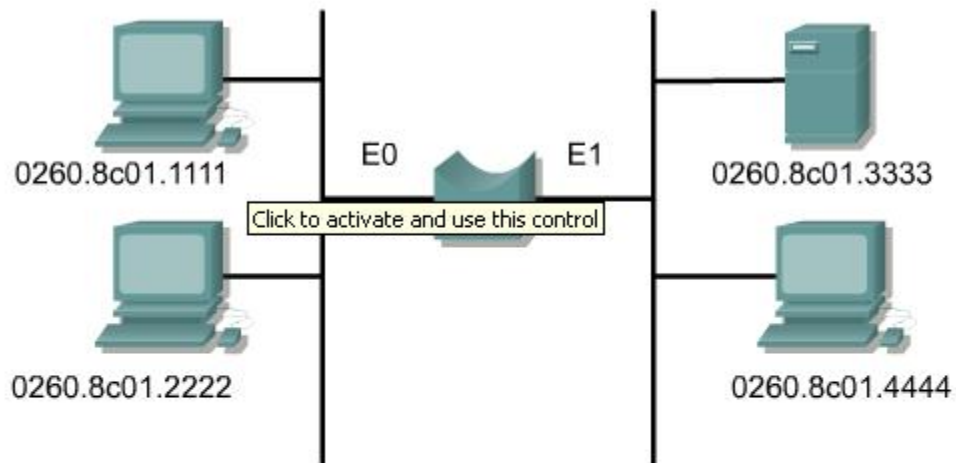 0260.8c01.1111
E0
E1
0260.8c01.3333
Click to activate and use this control
0260.8c01.2222
0260.8c01.4444